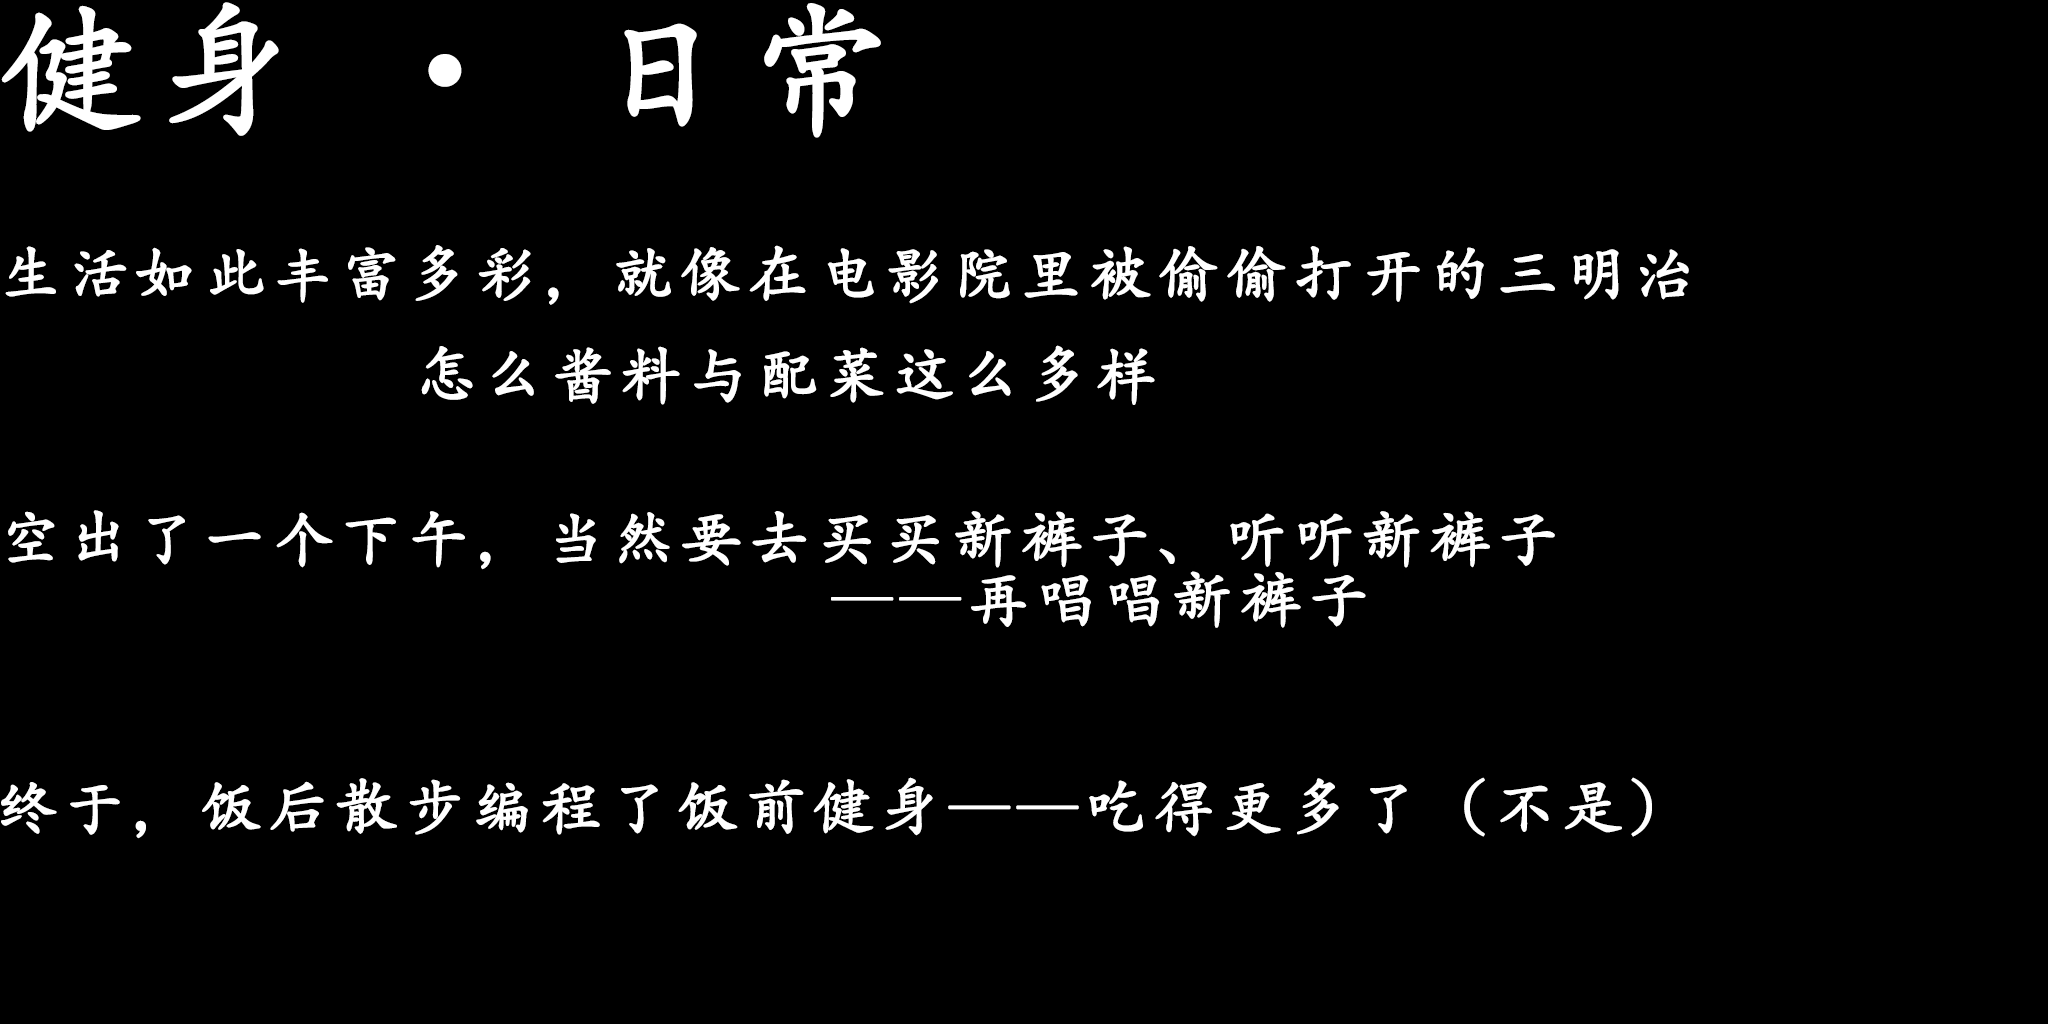 健身 · 日常
生活如此丰富多彩，就像在电影院里被偷偷打开的三明治
怎么酱料与配菜这么多样
空出了一个下午，当然要去买买新裤子、听听新裤子
——再唱唱新裤子
终于，饭后散步编程了饭前健身——吃得更多了（不是）